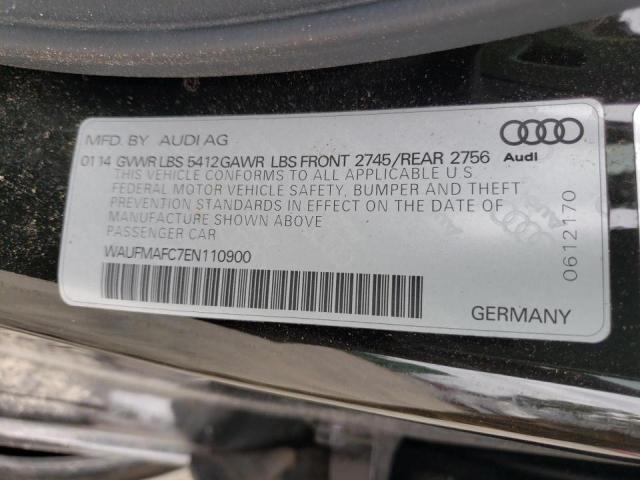 MFD. BY AUDI AG
0114 GVWR LBS 5412 GAWR LBS FRONT 2745/REAR 2756
THIS VEHICLE CONFORMS TO ALL APPLICABLE U.S.
FEDERAL MOTOR VEHICLE SAFETY, BUMPER AND THEFT
PREVENTION STANDARDS IN EFFECT ON THE DATE OF
MANUFACTURE SHOWN ABOVE
PASSENGER CAR
WAUFMAFC7EN110900
Audi
0612170
GERMANY